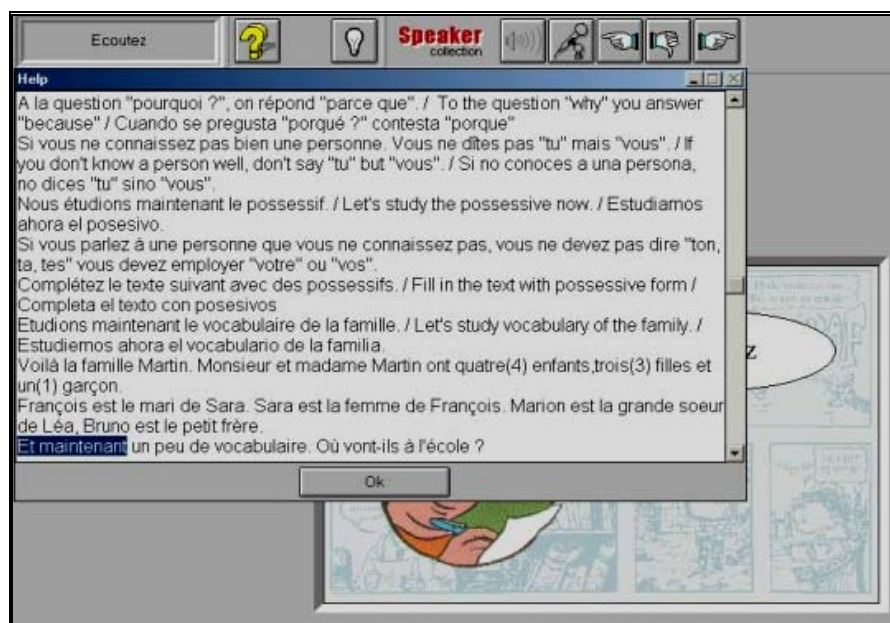 Ecoutez
Speaker
collection
Help
A la question "pourquoi ?", on répond "parce que". / To the question "why" you answer
"because" / Cuando se pregusta "porqué ?" contesta "porque"
Si vous ne connaissez pas bien une personne. Vous ne dîtes pas "tu" mais "vous". / If
you don't know a person well, don't say "tu" but "vous". / Si no conoces a una persona,
no dices "tu" sino "vous".
Nous étudions maintenant le possessif. / Let's study the possessive now. / Estudiamos
ahora el posesivo.
Si vous parlez à une personne que vous ne connaissez pas, vous ne devez pas dire "ton,
ta, tes" vous devez employer "votre" ou "vos".
Complétez le texte suivant avec des possessifs. / Fill in the text with possessive form /
Completa el texto con posesivos
Etudions maintenant le vocabulaire de la famille. / Let's study vocabulary of the family. /
Estudiemos ahora el vocabulario de la familia.
Voilà la famille Martin. Monsieur et madame Martin ont quatre(4) enfants,trois(3) filles et
un(1) garçon.
François est le mari de Sara. Sara est la femme de François. Marion est la grande soeur
de Léa, Bruno est le petit frère.
Et maintenant un peu de vocabulaire. Où vont-ils à l'école ?
z
Ok